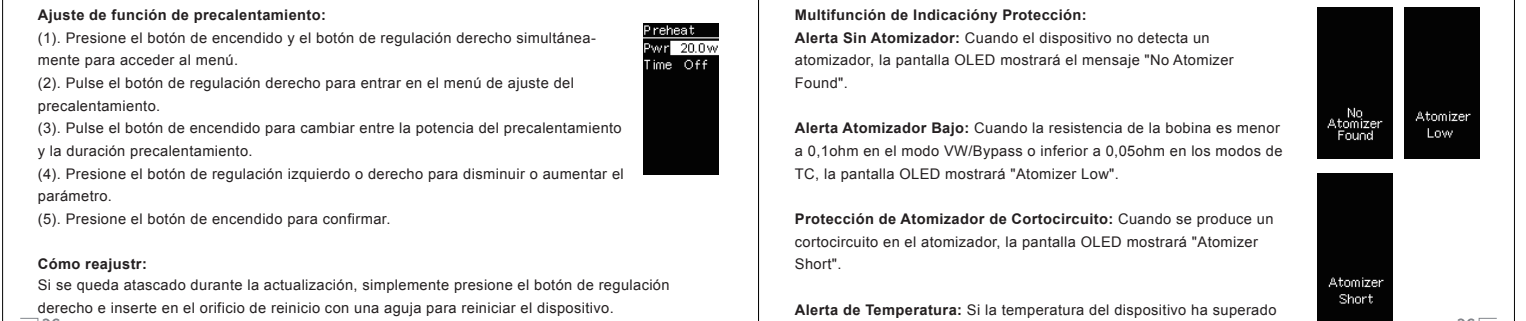 Ajuste de función de precalentamiento:
(1). Presione el botón de encendido y el botón de regulación derecho simultánea-
mente para acceder al menú.
(2). Pulse el botón de regulación derecho para entrar en el menú de ajuste del
precalentamiento.
(3). Pulse el botón de encendido para cambiar entre la potencia del precalentamiento
y la duración precalentamiento.
(4). Presione el botón de regulación izquierdo o derecho para disminuir o aumentar el
parámetro.
(5). Presione el botón de encendido para confirmar.
Preheat
Pwr 20.0w
Time Off
Cómo reajustr:
Si se queda atascado durante la actualización, simplemente presione el botón de regulación
derecho e inserte en el orificio de reinicio con una aguja para reiniciar el dispositivo.
Multifunción de Indicacióny Protección:
Alerta Sin Atomizador: Cuando el dispositivo no detecta un
atomizador, la pantalla OLED mostrará el mensaje "No Atomizer
Found".
Alerta Atomizador Bajo: Cuando la resistencia de la bobina es menor
a 0,1ohm en el modo VW/Bypass o inferior a 0,05ohm en los modos de
TC, la pantalla OLED mostrará "Atomizer Low".
Protección de Atomizador de Cortocircuito: Cuando se produce un
cortocircuito en el atomizador, la pantalla OLED mostrará "Atomizer
Short".
Alerta de Temperatura: Si la temperatura del dispositivo ha superado
No
Atomizer
Found
Atomizer
Low
Atomizer
Short